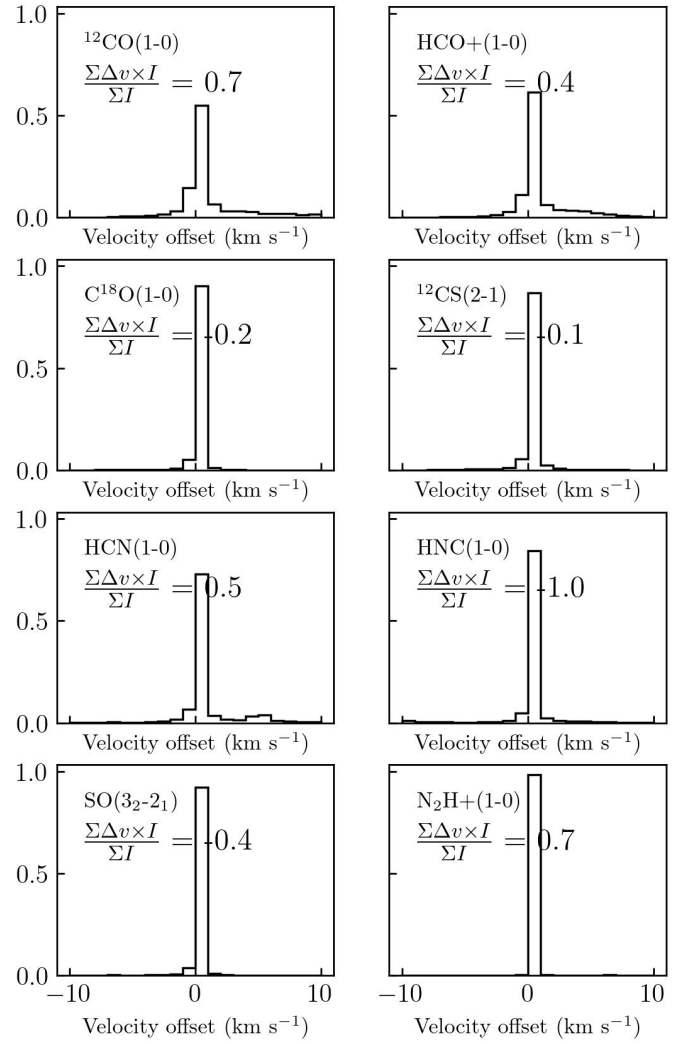 1.0
0.5
0.0
¹²CO(1-0)
ΣΔv×I / ΣI = 0.7
Velocity offset (km s⁻¹)
HCO+(1-0)
ΣΔv×I / ΣI = 0.4
Velocity offset (km s⁻¹)
1.0
0.5
0.0
C¹⁸O(1-0)
ΣΔv×I / ΣI = -0.2
Velocity offset (km s⁻¹)
¹²CS(2-1)
ΣΔv×I / ΣI = -0.1
Velocity offset (km s⁻¹)
1.0
0.5
0.0
HCN(1-0)
ΣΔv×I / ΣI = 0.5
Velocity offset (km s⁻¹)
HNC(1-0)
ΣΔv×I / ΣI = -1.0
Velocity offset (km s⁻¹)
1.0
0.5
0.0
SO(3₂-2₁)
ΣΔv×I / ΣI = -0.4
−10 0 10
Velocity offset (km s⁻¹)
N₂H+(1-0)
ΣΔv×I / ΣI = 0.7
−10 0 10
Velocity offset (km s⁻¹)